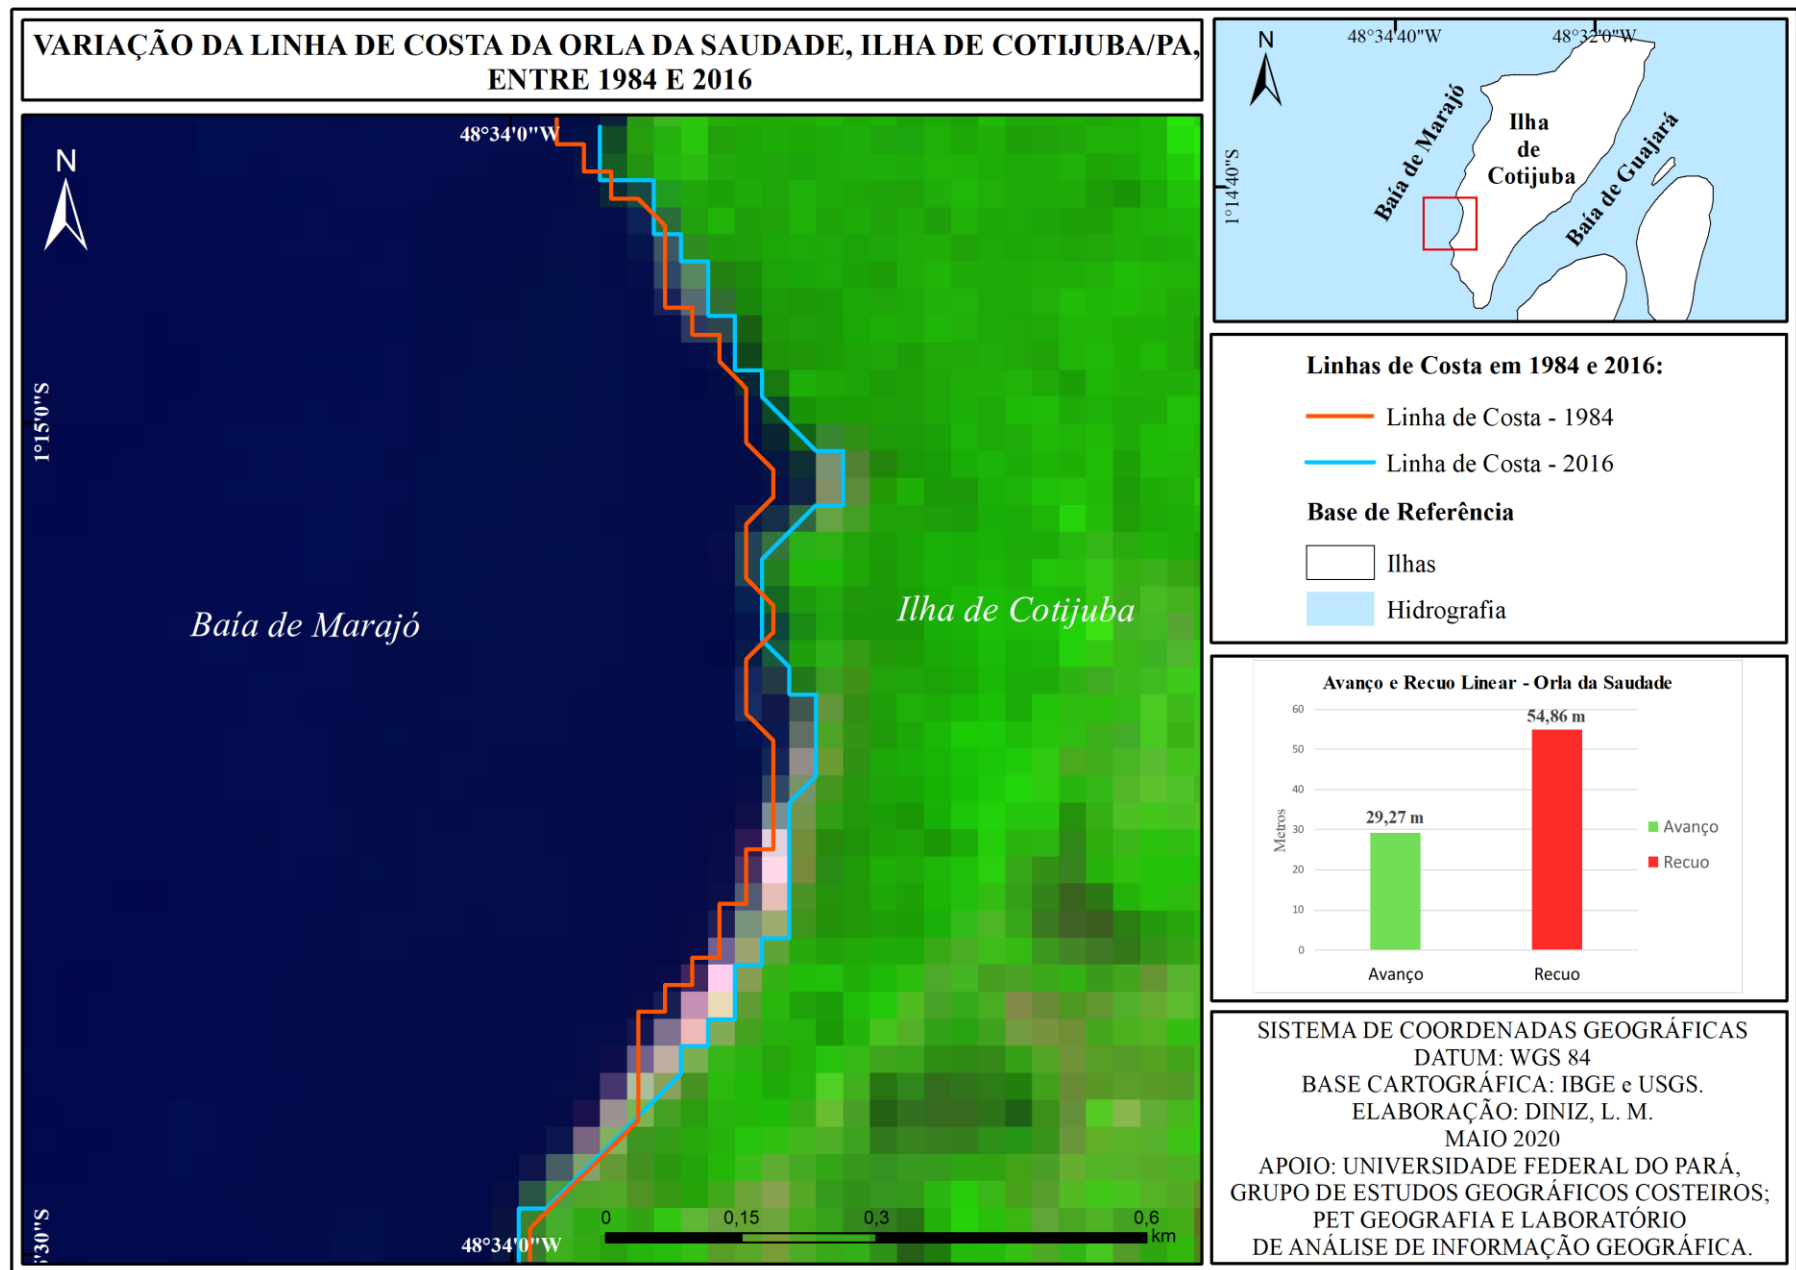 VARIAÇÃO DA LINHA DE COSTA DA ORLA DA SAUDADE, ILHA DE COTIJUBA/PA,
ENTRE 1984 E 2016
48°34'0"W
N
1°15'0"S
Baía de Marajó
Ilha de Cotijuba
'30"S
48°34'0"W
0 0,15 0,3 0,6
km
N
48°34'40"W 48°32'0"W
1°14'40"S
Baía de Marajó
Ilha
de
Cotijuba
Baía de Guajará
Linhas de Costa em 1984 e 2016:
Linha de Costa - 1984
Linha de Costa - 2016
Base de Referência
Ilhas
Hidrografia
Avanço e Recuo Linear - Orla da Saudade
Metros
60
50
40
30
20
10
0
29,27 m
54,86 m
Avanço
Recuo
Avanço Recuo
SISTEMA DE COORDENADAS GEOGRÁFICAS
DATUM: WGS 84
BASE CARTOGRÁFICA: IBGE e USGS.
ELABORAÇÃO: DINIZ, L. M.
MAIO 2020
APOIO: UNIVERSIDADE FEDERAL DO PARÁ,
GRUPO DE ESTUDOS GEOGRÁFICOS COSTEIROS;
PET GEOGRAFIA E LABORATÓRIO
DE ANÁLISE DE INFORMAÇÃO GEOGRÁFICA.